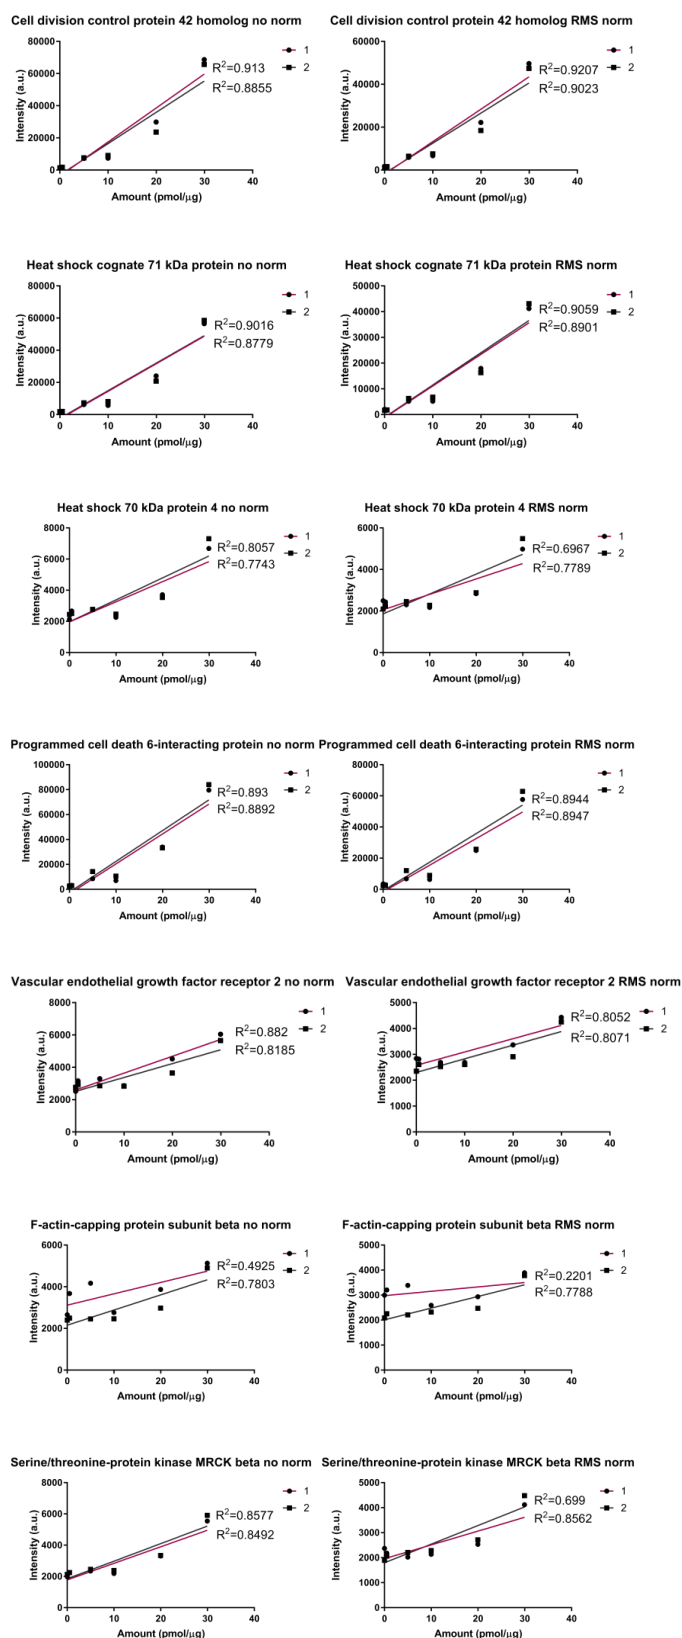 Cell division control protein 42 homolog no norm
Intensity (a.u.)
80000
60000
40000
20000
0
0 10 20 30 40
Amount (pmol/μg)
R²=0.913
R²=0.8855
1
2
Cell division control protein 42 homolog RMS norm
Intensity (a.u.)
60000
40000
20000
0
0 10 20 30 40
Amount (pmol/μg)
R²=0.9207
R²=0.9023
1
2
Heat shock cognate 71 kDa protein no norm
Intensity (a.u.)
80000
60000
40000
20000
0
0 10 20 30 40
Amount (pmol/μg)
R²=0.9016
R²=0.8779
1
2
Heat shock cognate 71 kDa protein RMS norm
Intensity (a.u.)
50000
40000
30000
20000
10000
0
0 10 20 30 40
Amount (pmol/μg)
R²=0.9059
R²=0.8901
1
2
Heat shock 70 kDa protein 4 no norm
Intensity (a.u.)
8000
6000
4000
2000
0
0 10 20 30 40
Amount (pmol/μg)
R²=0.8057
R²=0.7743
1
2
Heat shock 70 kDa protein 4 RMS norm
Intensity (a.u.)
6000
4000
2000
0
0 10 20 30 40
Amount (pmol/μg)
R²=0.6967
R²=0.7789
1
2
Programmed cell death 6-interacting protein no norm
Intensity (a.u.)
100000
80000
60000
40000
20000
0
0 10 20 30 40
Amount (pmol/μg)
R²=0.893
R²=0.8892
1
2
Programmed cell death 6-interacting protein RMS norm
Intensity (a.u.)
80000
60000
40000
20000
0
0 10 20 30 40
Amount (pmol/μg)
R²=0.8944
R²=0.8947
1
2
Vascular endothelial growth factor receptor 2 no norm
Intensity (a.u.)
8000
6000
4000
2000
0
0 10 20 30 40
Amount (pmol/μg)
R²=0.882
R²=0.8185
1
2
Vascular endothelial growth factor receptor 2 RMS norm
Intensity (a.u.)
5000
4000
3000
2000
1000
0
0 10 20 30 40
Amount (pmol/μg)
R²=0.8052
R²=0.8071
1
2
F-actin-capping protein subunit beta no norm
Intensity (a.u.)
6000
4000
2000
0
0 10 20 30 40
Amount (pmol/μg)
R²=0.4925
R²=0.7803
1
2
F-actin-capping protein subunit beta RMS norm
Intensity (a.u.)
5000
4000
3000
2000
1000
0
0 10 20 30 40
Amount (pmol/μg)
R²=0.2201
R²=0.7788
1
2
Serine/threonine-protein kinase MRCK beta no norm
Intensity (a.u.)
8000
6000
4000
2000
0
0 10 20 30 40
Amount (pmol/μg)
R²=0.8577
R²=0.8492
1
2
Serine/threonine-protein kinase MRCK beta RMS norm
Intensity (a.u.)
5000
4000
3000
2000
1000
0
0 10 20 30 40
Amount (pmol/μg)
R²=0.699
R²=0.8562
1
2